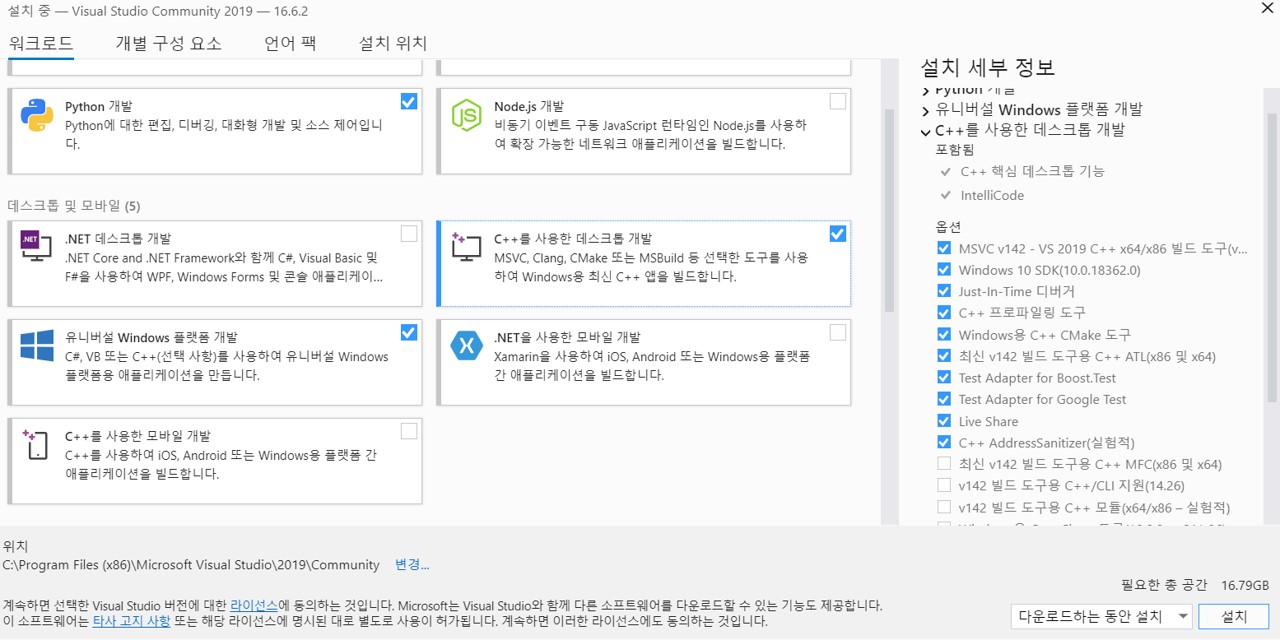 설치 중 — Visual Studio Community 2019 — 16.6.2
워크로드 개별 구성 요소 언어 팩 설치 위치
Python 개발
Python에 대한 편집, 디버깅, 대화형 개발 및 소스 제어입니
다.
Node.js 개발
비동기 이벤트 구동 JavaScript 런타임인 Node.js를 사용하
여 확장 가능한 네트워크 애플리케이션을 빌드합니다.
데스크톱 및 모바일 (5)
.NET 데스크톱 개발
.NET Core and .NET Framework와 함께 C#, Visual Basic 및
F#을 사용하여 WPF, Windows Forms 및 콘솔 애플리케이...
C++를 사용한 데스크톱 개발
MSVC, Clang, CMake 또는 MSBuild 등 선택한 도구를 사용
하여 Windows용 최신 C++ 앱을 빌드합니다.
유니버설 Windows 플랫폼 개발
C#, VB 또는 C++(선택 사항)를 사용하여 유니버설 Windows
플랫폼용 애플리케이션을 만듭니다.
.NET을 사용한 모바일 개발
Xamarin을 사용하여 iOS, Android 또는 Windows용 플랫폼
간 애플리케이션을 빌드합니다.
C++를 사용한 모바일 개발
C++를 사용하여 iOS, Android 또는 Windows용 플랫폼 간
애플리케이션을 빌드합니다.
설치 세부 정보
Python 개발
유니버설 Windows 플랫폼 개발
C++를 사용한 데스크톱 개발
포함됨
C++ 핵심 데스크톱 기능
IntelliCode
옵션
MSVC v142 - VS 2019 C++ x64/x86 빌드 도구(v...
Windows 10 SDK(10.0.18362.0)
Just-In-Time 디버거
C++ 프로파일링 도구
Windows용 C++ CMake 도구
최신 v142 빌드 도구용 C++ ATL(x86 및 x64)
Test Adapter for Boost.Test
Test Adapter for Google Test
Live Share
C++ AddressSanitizer(실험적)
최신 v142 빌드 도구용 C++ MFC(x86 및 x64)
v142 빌드 도구용 C++/CLI 지원(14.26)
v142 빌드 도구용 C++ 모듈(x64/x86 – 실험적)
위치
C:\Program Files (x86)\Microsoft Visual Studio\2019\Community 변경...
필요한 총 공간 16.79GB
계속하면 선택한 Visual Studio 버전에 대한 라이선스에 동의하는 것입니다. Microsoft는 Visual Studio와 함께 다른 소프트웨어를 다운로드할 수 있는 기능도 제공합니다.
이 소프트웨어는 타사 고지 사항 또는 해당 라이선스에 명시된 대로 별도로 사용이 허가됩니다. 계속하면 이러한 라이선스에도 동의하는 것입니다.
다운로드하는 동안 설치 설치